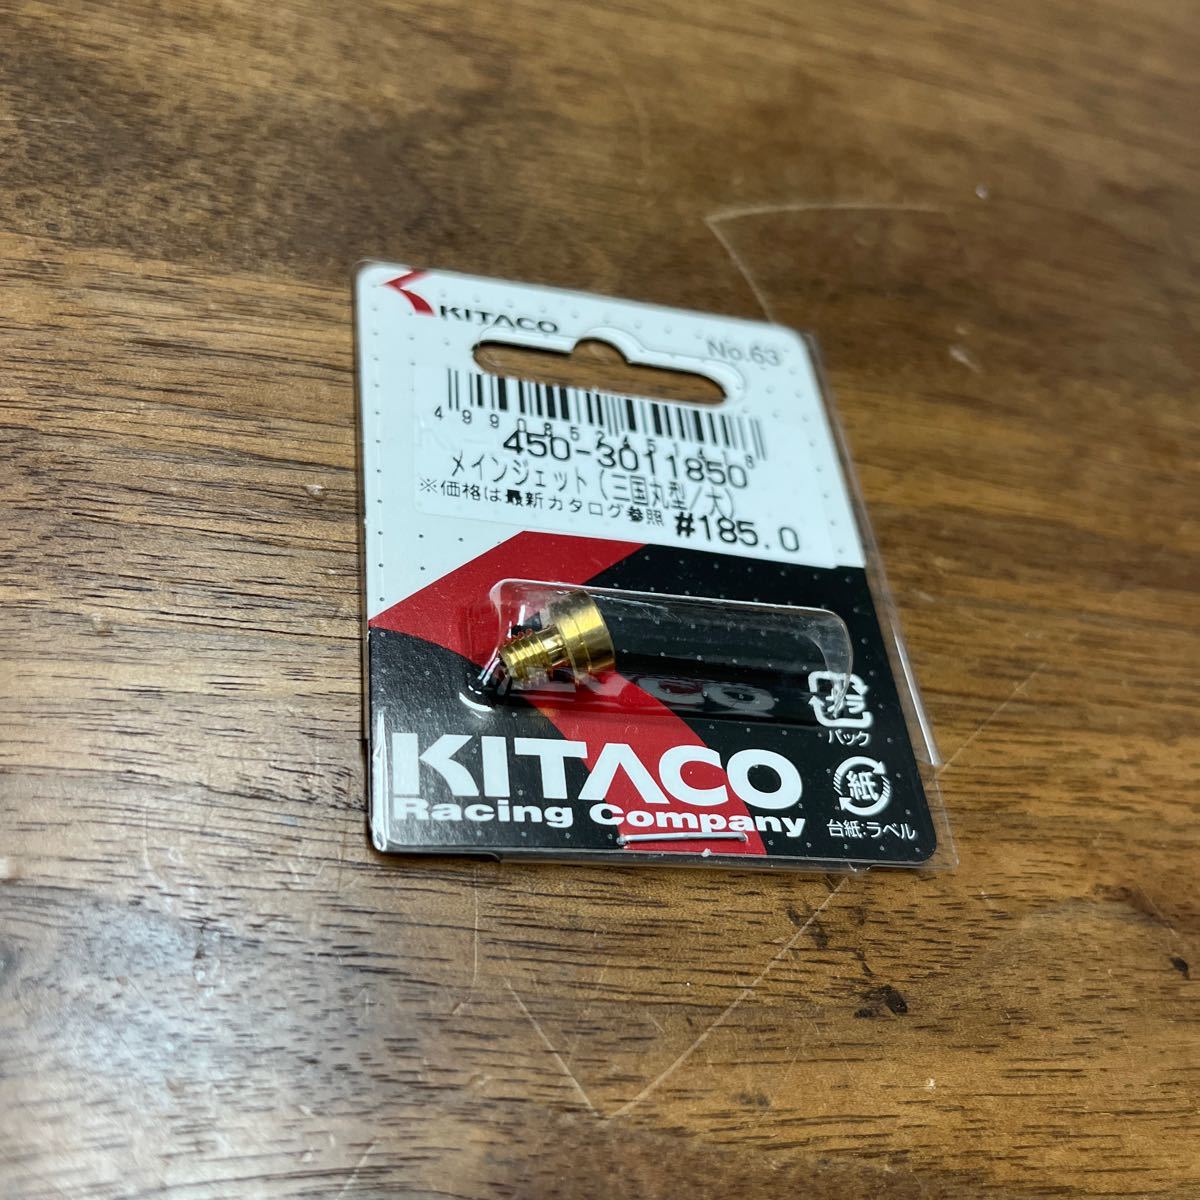 KITACO
No.63
4990852451418
450-3011850
メインジェット(三国丸型/大)
※価格は最新カタログ参照 #185.0
KITACO
Racing Company
パック
紙
台紙:ラベル